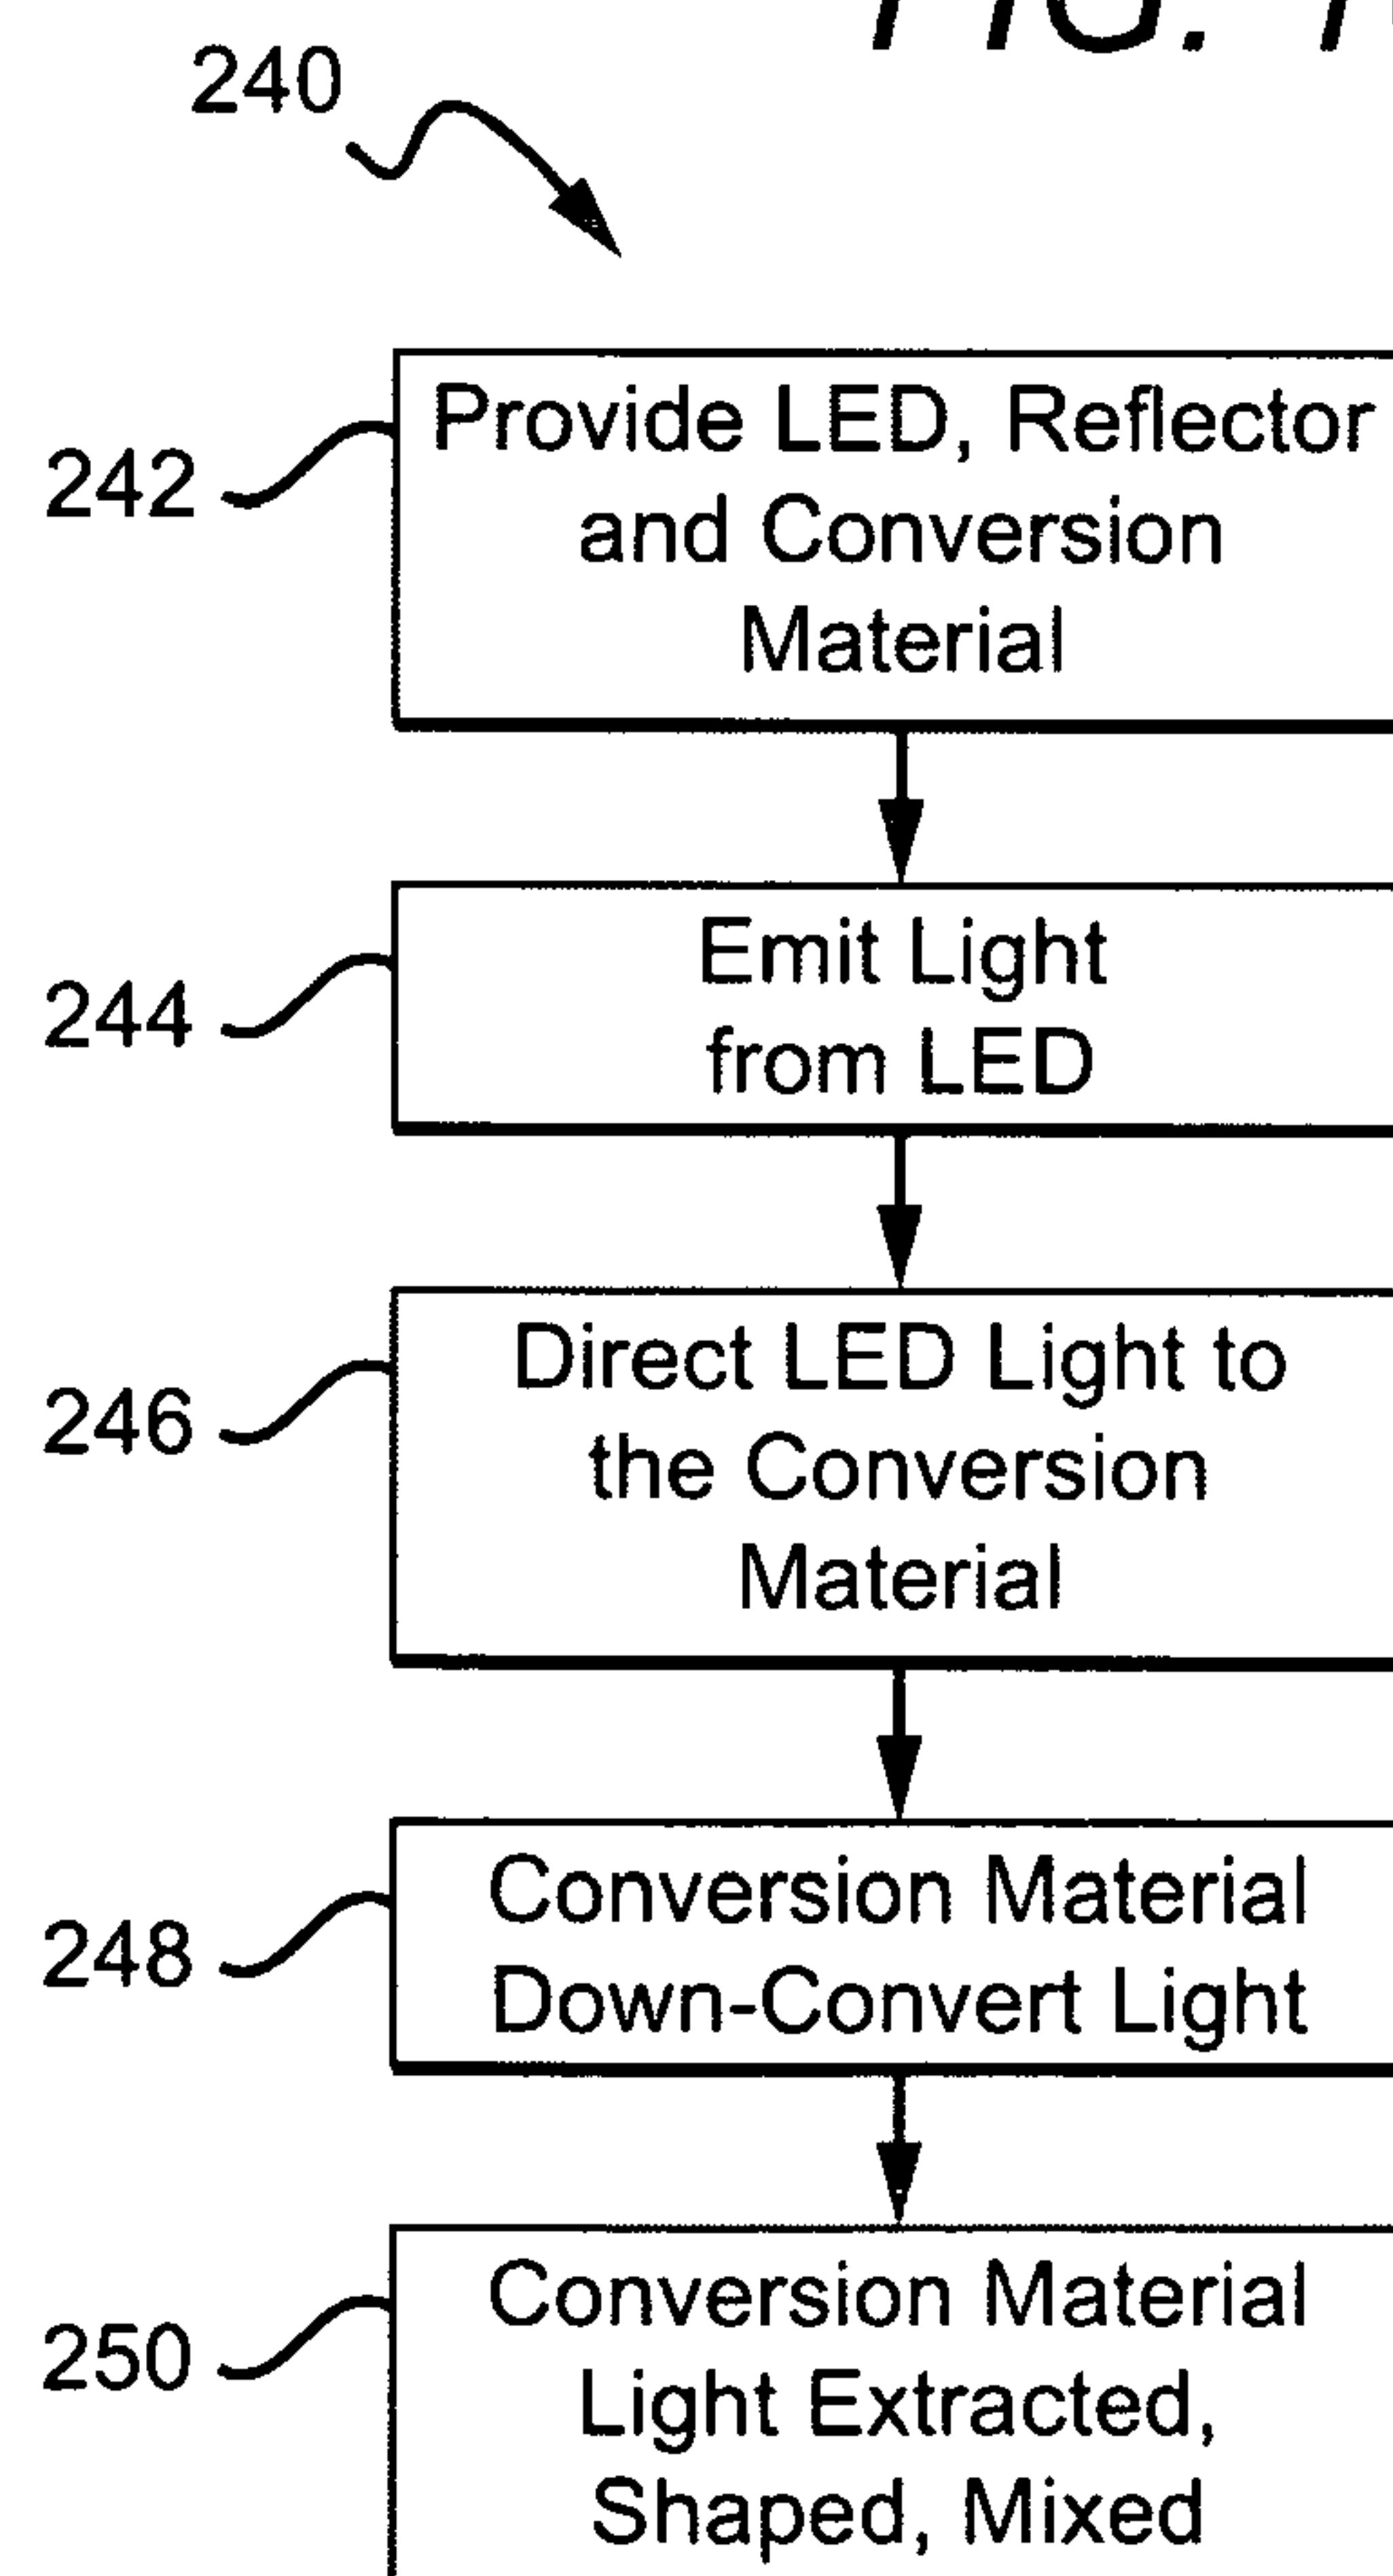 FIG.
240
242
Provide LED, Reflector
and Conversion
Material
244
Emit Light
from LED
246
Direct LED Light to
the Conversion
Material
248
Conversion Material
Down-Convert Light
250
Conversion Material
Light Extracted,
Shaped, Mixed